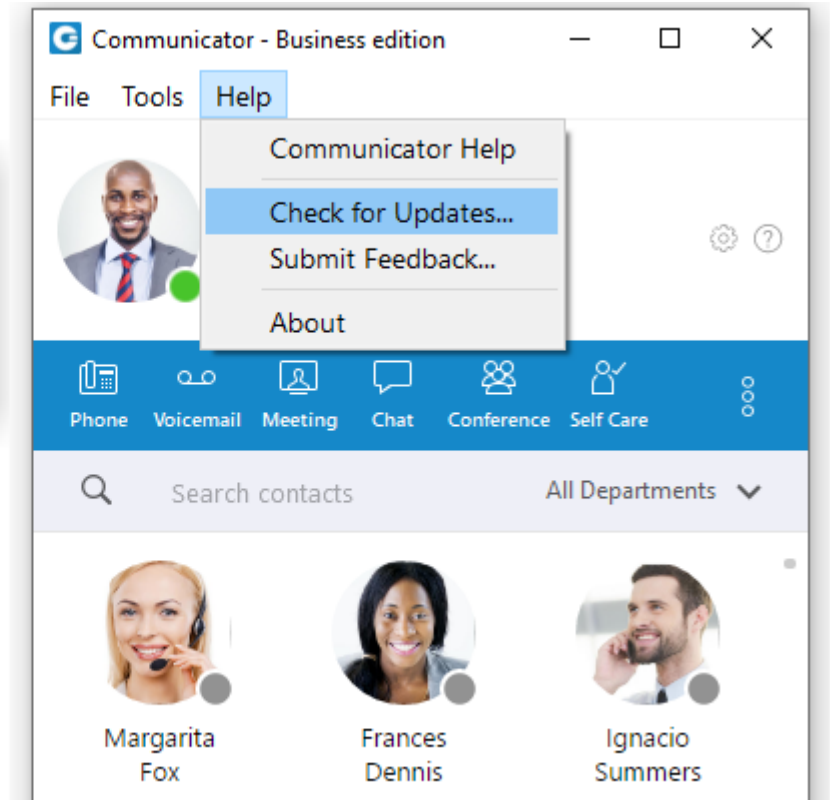 Communicator - Business edition
File Tools Help
Communicator Help
Check for Updates...
Submit Feedback...
About
Phone Voicemail Meeting Chat Conference Self Care
Search contacts All Departments
Margarita Fox
Frances Dennis
Ignacio Summers